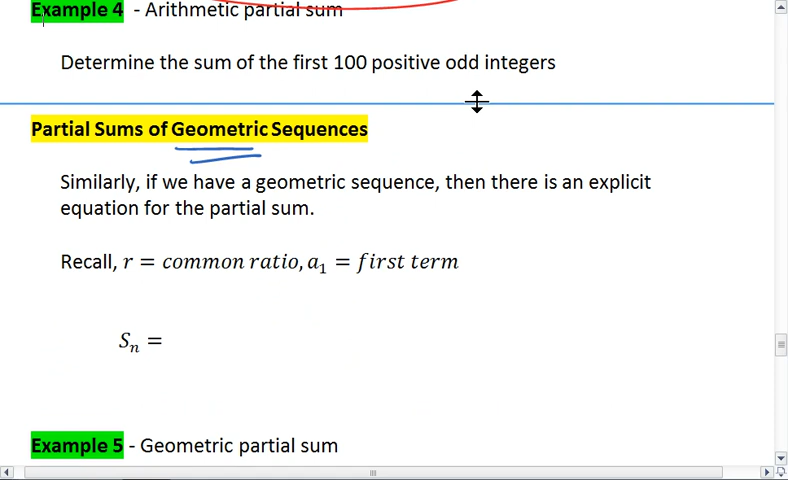 Example 4 - Arithmetic partial sum
Determine the sum of the first 100 positive odd integers
Partial Sums of Geometric Sequences
Similarly, if we have a geometric sequence, then there is an explicit
equation for the partial sum.
Recall, r = common ratio, a₁ = first term
Sₙ =
Example 5 - Geometric partial sum